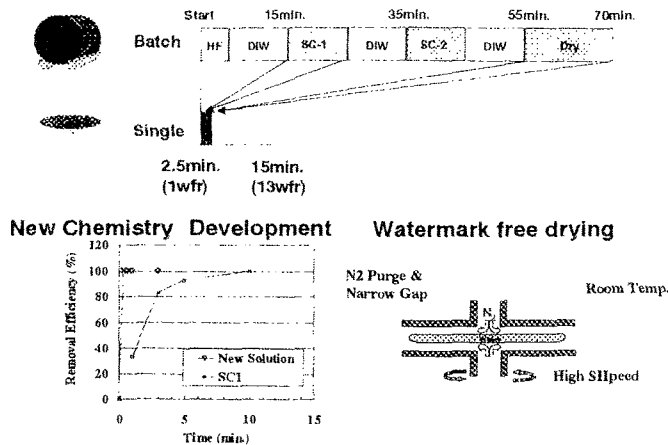 Start 15min. 35min. 55min. 70min.
Batch HF DIW SC-1 DIW SC-2 DIW Dry
Single
2.5min. 15min.
(1wfr) (13wfr)
New Chemistry Development
Removal Efficiency (%)
120
100
80
60
40
20
0
New Solution
SC1
0 5 10 15
Time (min.)
Watermark free drying
N2 Purge &
Narrow Gap
Room Temp.
N
High SHpeed